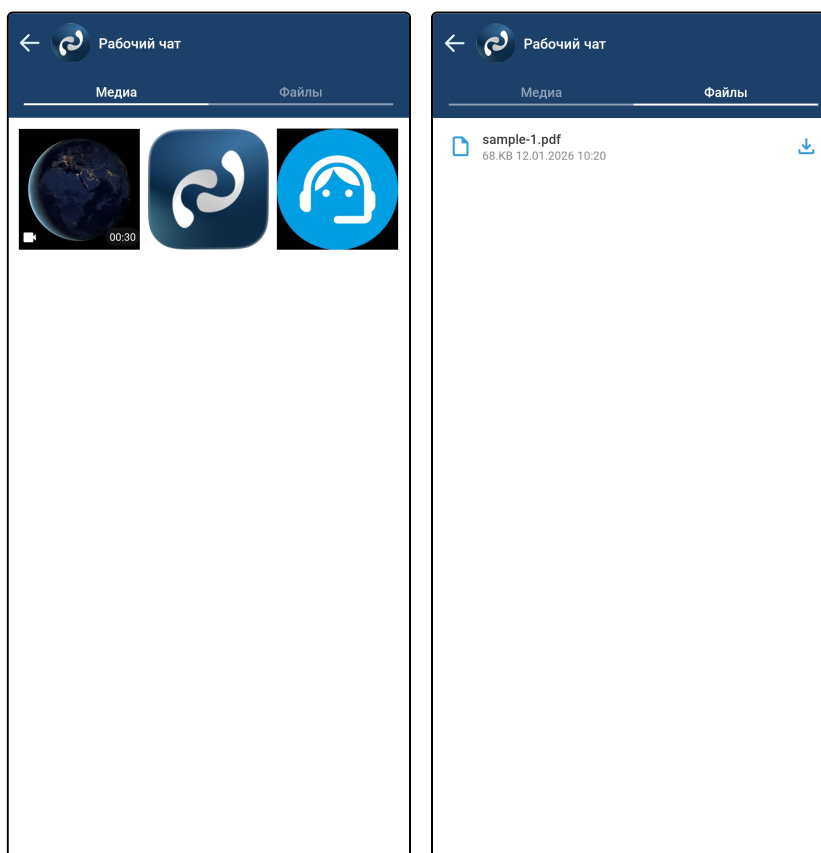 Рабочий чат
Медиа Файлы
00:30
Рабочий чат
Медиа Файлы
sample-1.pdf
68.KB 12.01.2026 10:20